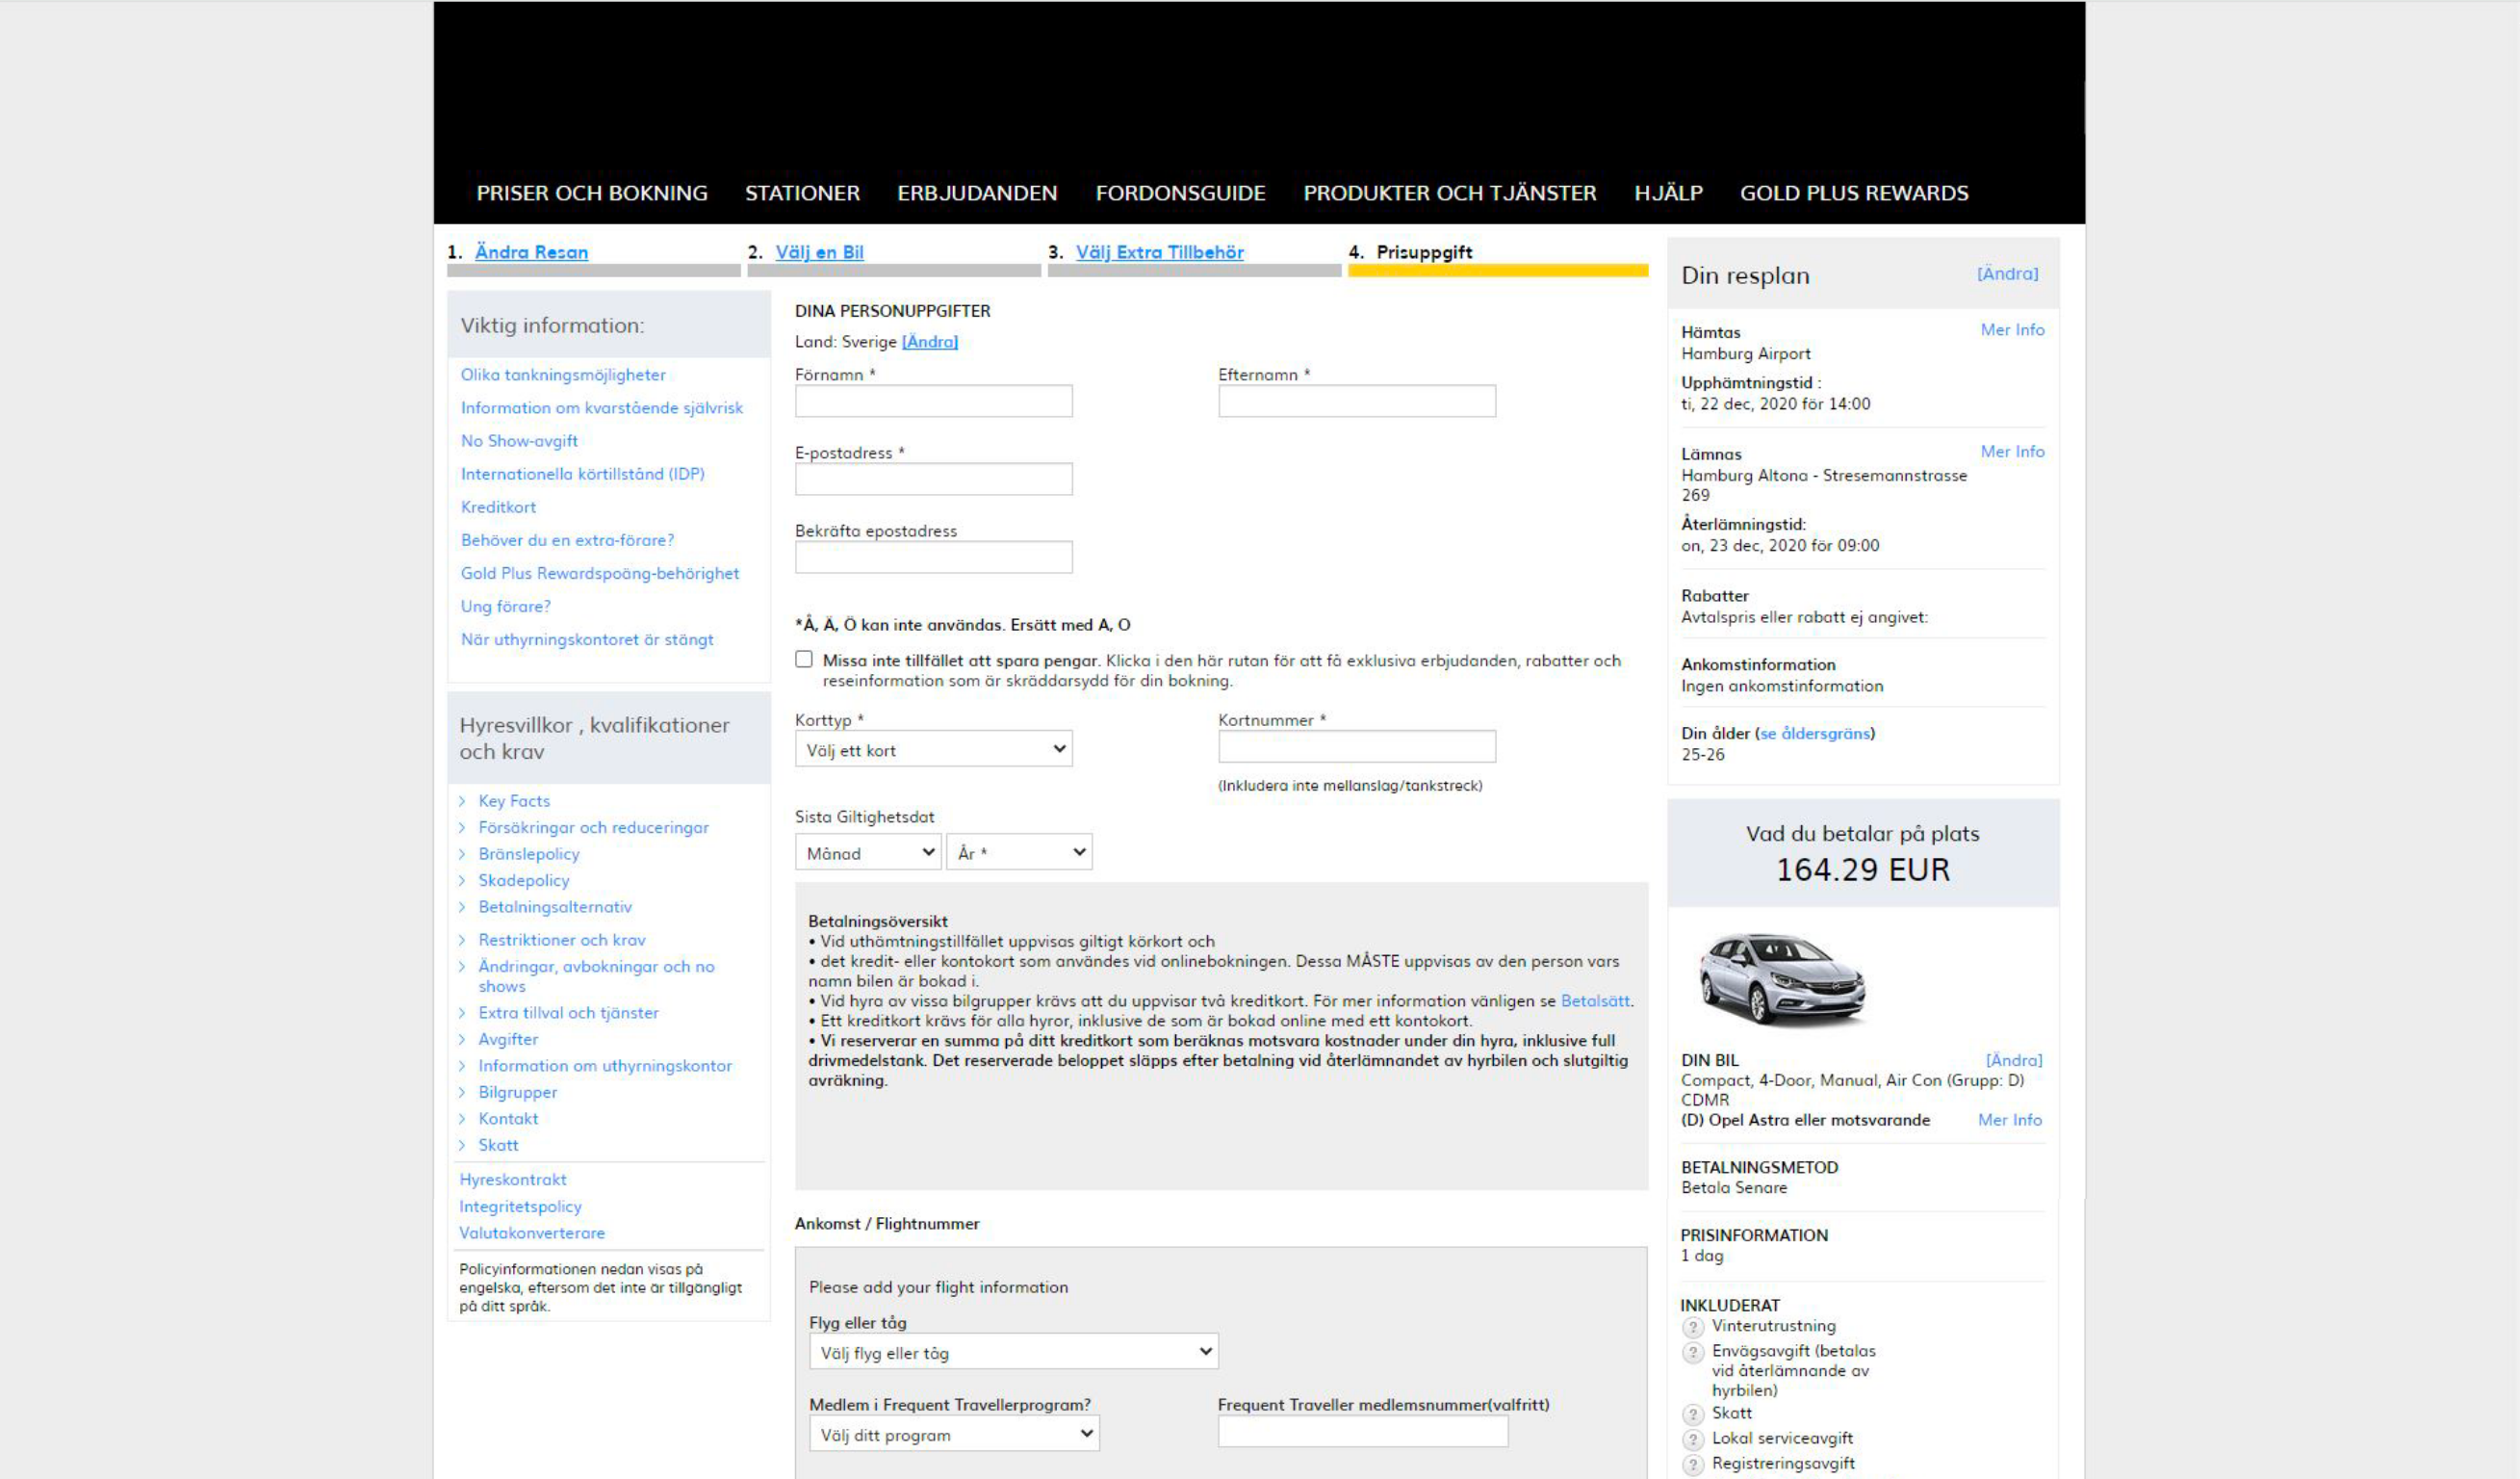 PRISER OCH BOKNING STATIONER ERBJUDANDEN FORDONSGUIDE PRODUKTER OCH TJÄNSTER HJÄLP GOLD PLUS REWARDS
1. Ändra Resan 2. Välj en Bil 3. Välj Extra Tillbehör 4. Prisuppgift
Viktig information:
Olika tankningsmöjligheter
Information om kvarstående självrisk
No Show-avgift
Internationella körtillstånd (IDP)
Kreditkort
Behöver du en extra-förare?
Gold Plus Rewardspoäng-behörighet
Ung förare?
När uthyrningskontoret är stängt
Hyresvillkor , kvalifikationer
och krav
> Key Facts
> Försäkringar och reduceringar
> Bränslepolicy
> Skadepolicy
> Betalningsalternativ
> Restriktioner och krav
> Ändringar, avbokningar och no
shows
> Extra tillval och tjänster
> Avgifter
> Information om uthyrningskontor
> Bilgrupper
> Kontakt
> Skatt
Hyreskontrakt
Integritetspolicy
Valutakonverterare
Policyinformationen nedan visas på
engelska, eftersom det inte är tillgängligt
på ditt språk.
DINA PERSONUPPGIFTER
Land: Sverige [Ändra]
Förnamn * Efternamn *
E-postadress *
Bekräfta epostadress
*Å, Ä, Ö kan inte användas. Ersätt med A, O
Missa inte tillfället att spara pengar. Klicka i den här rutan för att få exklusiva erbjudanden, rabatter och
reseinformation som är skräddarsydd för din bokning.
Korttyp * Kortnummer *
Välj ett kort
(Inkludera inte mellanslag/tankstreck)
Sista Giltighetsdat
Månad År *
Betalningsöversikt
• Vid uthämtningstillfället uppvisas giltigt körkort och
• det kredit- eller kontokort som användes vid onlinebokningen. Dessa MÅSTE uppvisas av den person vars
namn bilen är bokad i.
• Vid hyra av vissa bilgrupper krävs att du uppvisar två kreditkort. För mer information vänligen se Betalsätt.
• Ett kreditkort krävs för alla hyror, inklusive de som är bokad online med ett kontokort.
• Vi reserverar en summa på ditt kreditkort som beräknas motsvara kostnader under din hyra, inklusive full
drivmedelstank. Det reserverade beloppet släpps efter betalning vid återlämnandet av hyrbilen och slutgiltig
avräkning.
Ankomst / Flightnummer
Please add your flight information
Flyg eller tåg
Välj flyg eller tåg
Medlem i Frequent Travellerprogram? Frequent Traveller medlemsnummer(valfritt)
Välj ditt program
Din resplan [Ändra]
Hämtas Mer Info
Hamburg Airport
Upphämtningstid :
ti, 22 dec, 2020 för 14:00
Lämnas Mer Info
Hamburg Altona - Stresemannstrasse
269
Återlämningstid:
on, 23 dec, 2020 för 09:00
Rabatter
Avtalspris eller rabatt ej angivet:
Ankomstinformation
Ingen ankomstinformation
Din ålder (se åldersgräns)
25-26
Vad du betalar på plats
164.29 EUR
DIN BIL [Ändra]
Compact, 4-Door, Manual, Air Con (Grupp: D)
CDMR
(D) Opel Astra eller motsvarande Mer Info
BETALNINGSMETOD
Betala Senare
PRISINFORMATION
1 dag
INKLUDERAT
? Vinterutrustning
? Envägsavgift (betalas
vid återlämnande av
hyrbilen)
? Skatt
? Lokal serviceavgift
? Registreringsavgift